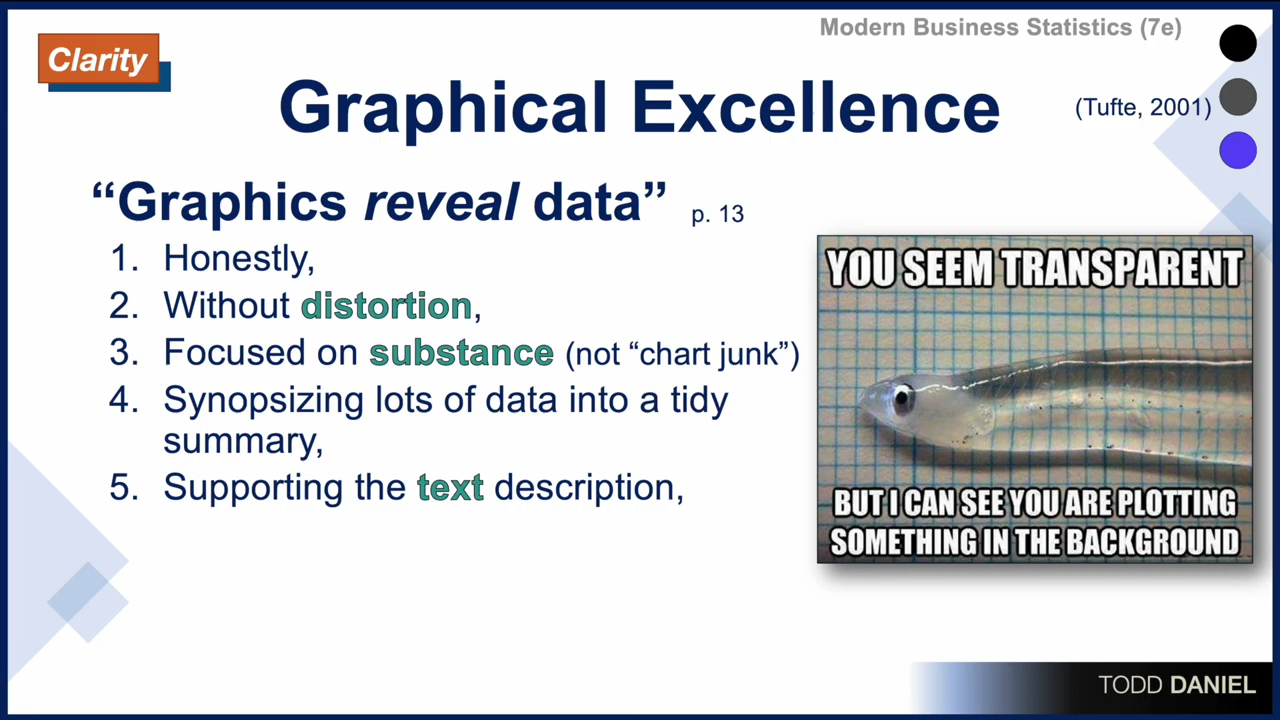 Modern Business Statistics (7e)
Clarity
Graphical Excellence
(Tufte, 2001)
“Graphics reveal data” p. 13
1. Honestly,
2. Without distortion,
3. Focused on substance (not “chart junk”)
4. Synopsizing lots of data into a tidy
summary,
5. Supporting the text description,
YOU SEEM TRANSPARENT
BUT I CAN SEE YOU ARE PLOTTING
SOMETHING IN THE BACKGROUND
TODD DANIEL